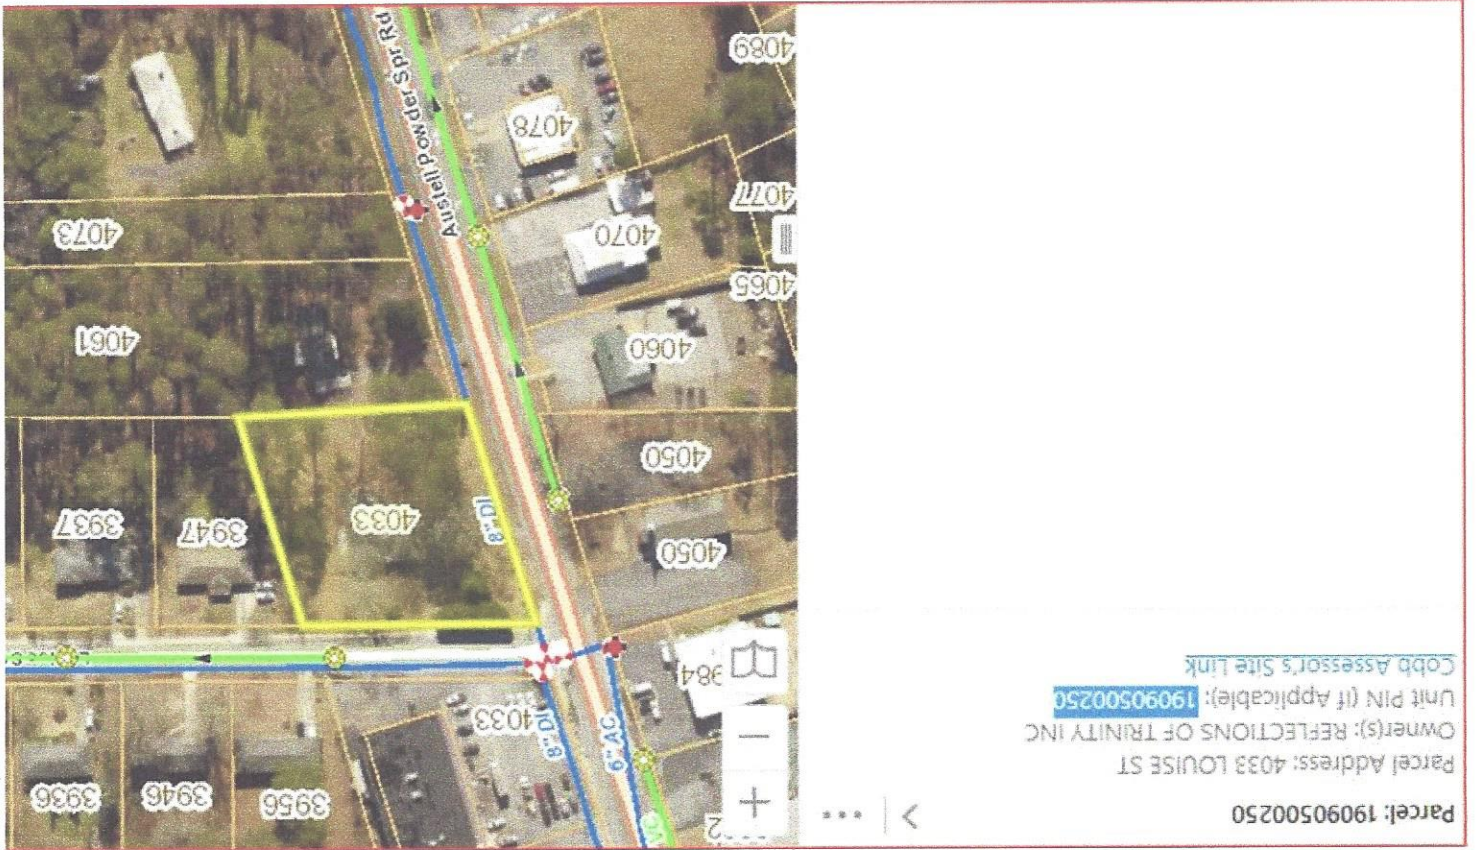 Parcel: 19090500250
Parcel Address: 4033 LOUISE ST
Owner(s): REFLECTIONS OF TRINITY INC
Unit PIN (if Applicable): 19090500250
Cobb Assessor's Site Link
3956
3946
3936
6" AC
8" DI
4033
984
4050
8" DI
4033
3947
3937
4050
4060
4061
4065
4070
4073
4077
Austell Powder Spr Rd
4078
4089